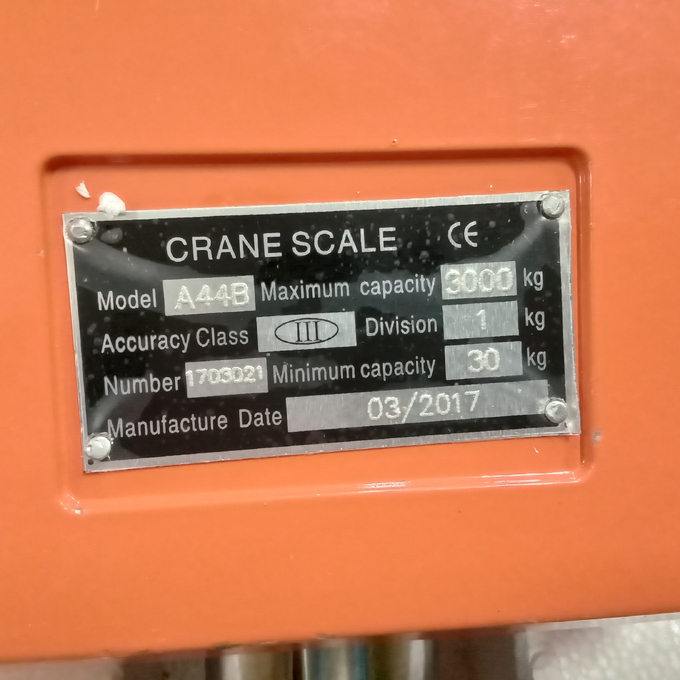 CRANE SCALE CE
Model A44B Maximum capacity 3000 kg
Accuracy Class III Division 1 kg
Number 1703021 Minimum capacity 30 kg
Manufacture Date 03/2017